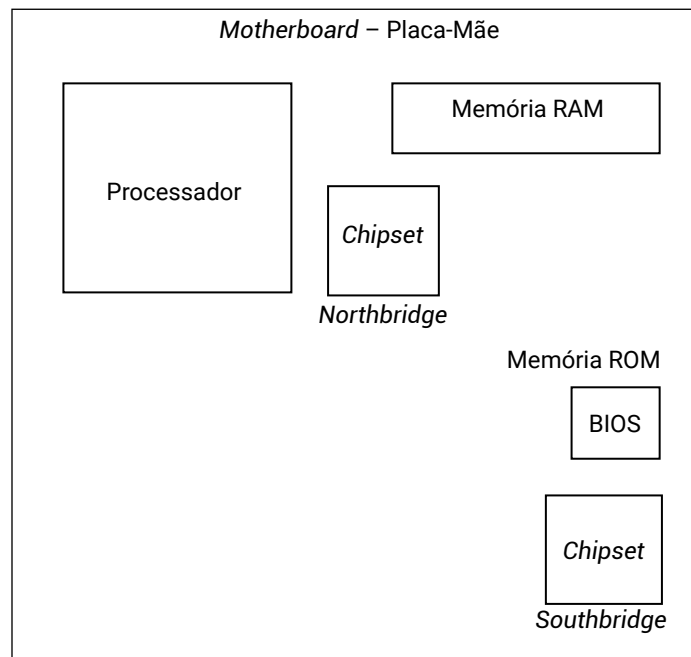 Motherboard – Placa-Mãe
Memória RAM
Processador
Chipset
Northbridge
Memória ROM
BIOS
Chipset
Southbridge